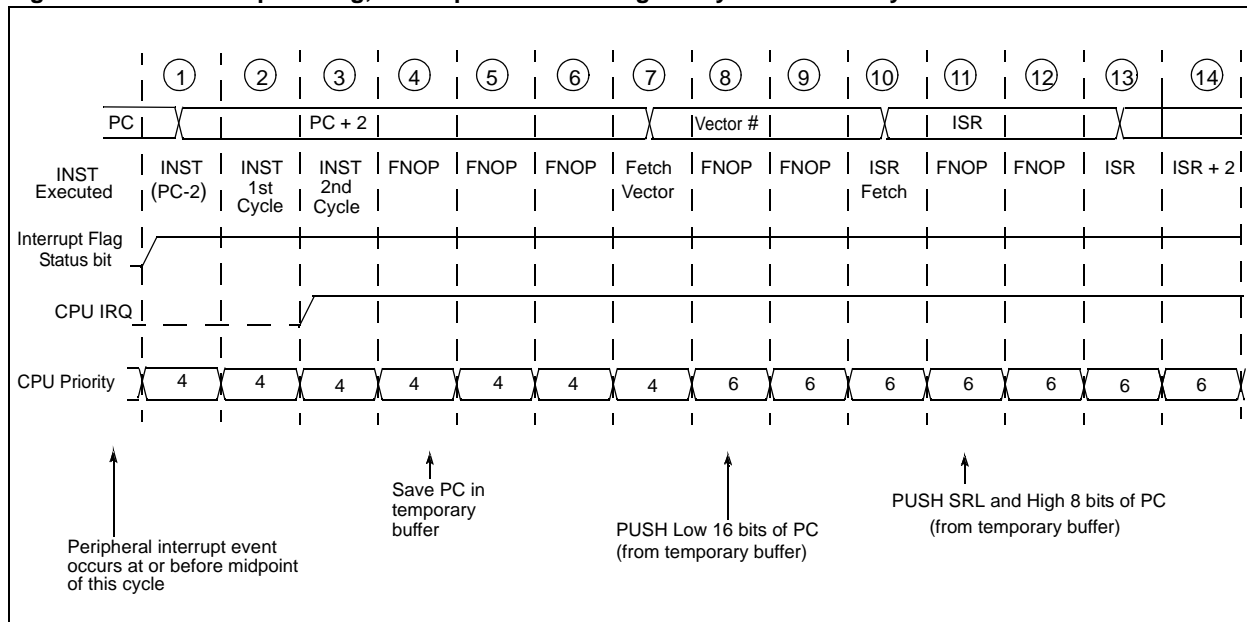 1 2 3 4 5 6 7 8 9 10 11 12 13 14
PC PC + 2 Vector # ISR
INST Executed
INST (PC-2)
INST 1st Cycle
INST 2nd Cycle
FNOP
FNOP
FNOP
Fetch Vector
FNOP
FNOP
ISR Fetch
FNOP
FNOP
ISR
ISR + 2
Interrupt Flag
Status bit
CPU IRQ
CPU Priority 4 4 4 4 4 4 4 6 6 6 6 6 6 6
Save PC in
temporary
buffer
PUSH Low 16 bits of PC
(from temporary buffer)
PUSH SRL and High 8 bits of PC
(from temporary buffer)
Peripheral interrupt event
occurs at or before midpoint
of this cycle